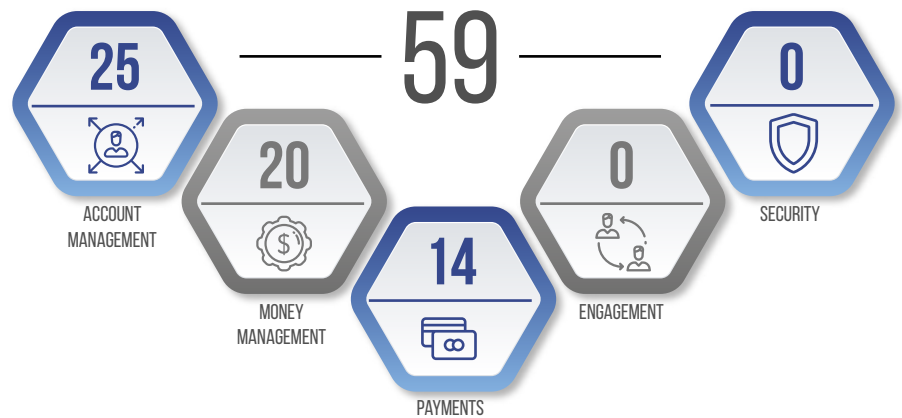 59
25
ACCOUNT
MANAGEMENT
20
$
MONEY
MANAGEMENT
14
PAYMENTS
0
ENGAGEMENT
0
SECURITY